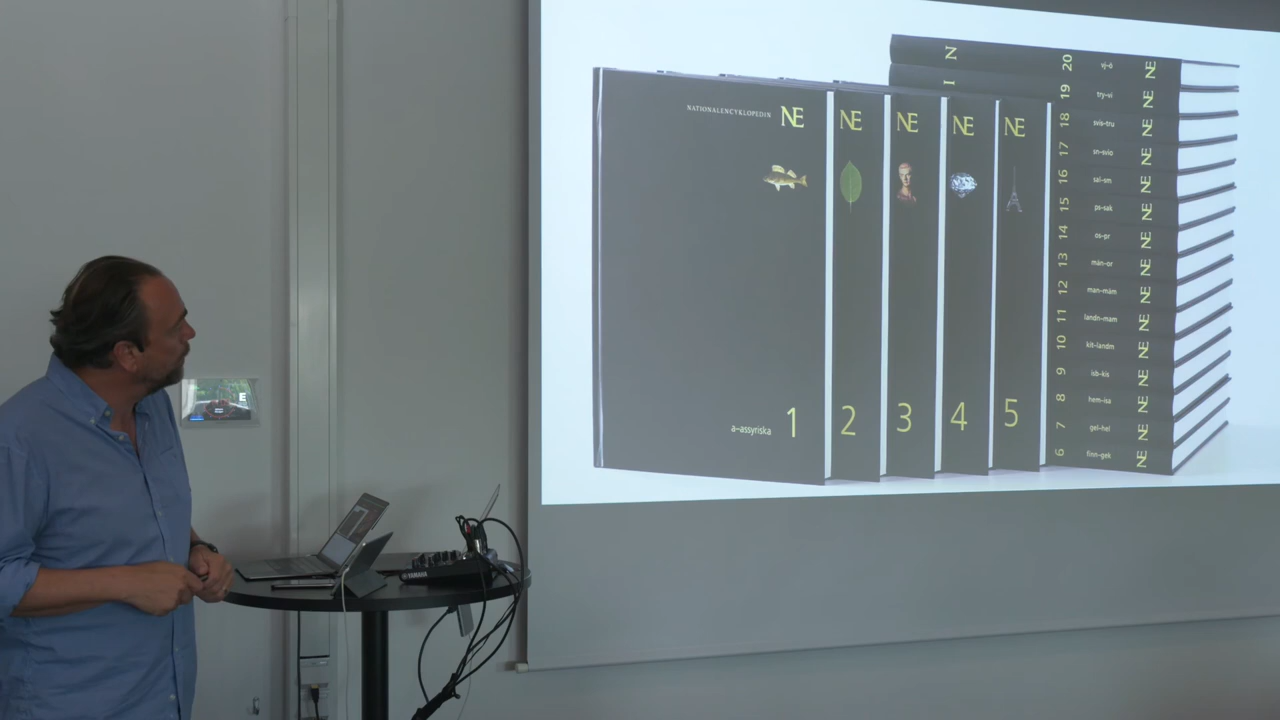 NATIONALENCYKLOPEDIN NE
NE
NE
NE
NE
a–assyriska 1
2
3
4
5
N
I
20 vj–ö NE
19 try–vi NE
18 svis–tru NE
17 sn–svio NE
16 sal–sm NE
15 ps–sak NE
14 os–pr NE
13 män–or NE
12 man–mäm NE
11 landn–mam NE
10 kit–landm NE
9 isb–kis NE
8 hem–isa NE
7 gel–hel NE
6 finn–gek NE
YAMAHA
E